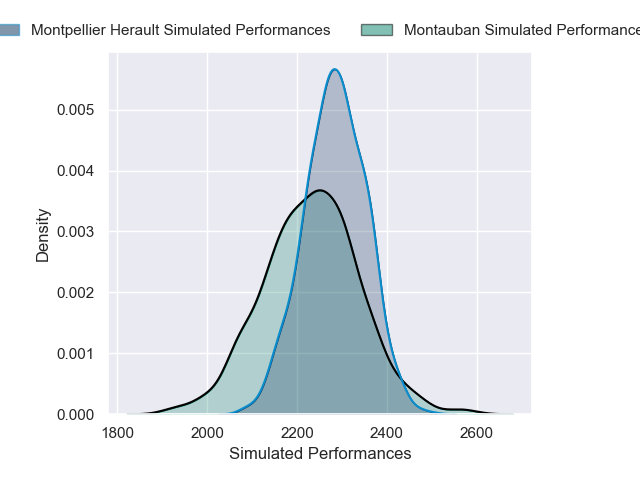 Montpellier Herault Simulated Performances
Montauban Simulated Performance
0.005
0.004
0.003
0.002
0.001
0.000
Density
1800
2000
2200
2400
2600
Simulated Performances